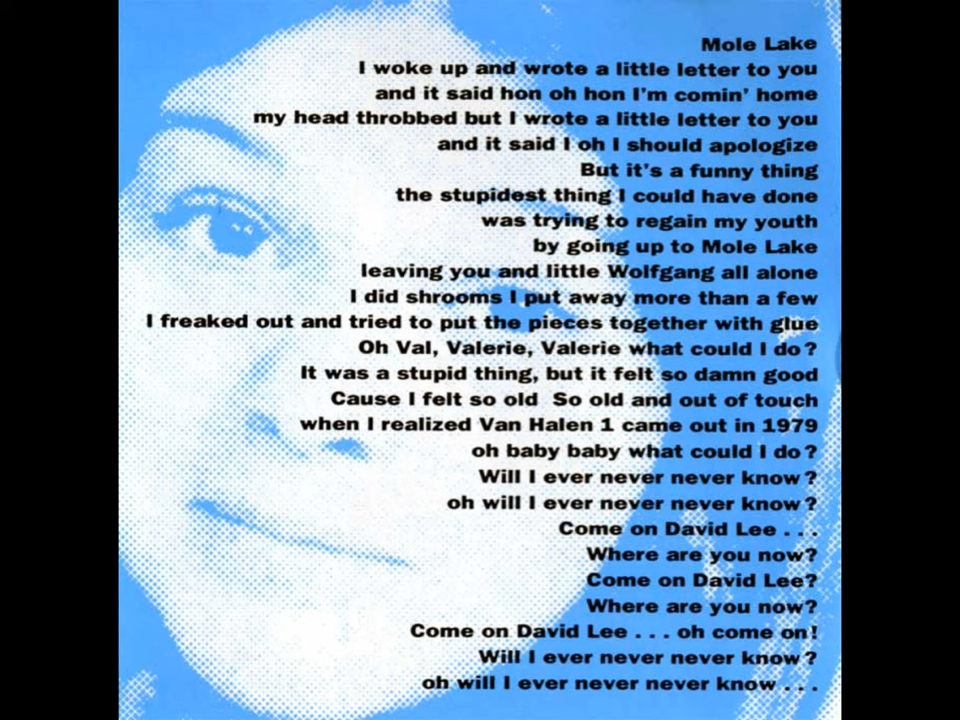 Mole Lake
I woke up and wrote a little letter to you
and it said hon oh hon I'm comin' home
my head throbbed but I wrote a little letter to you
and it said I oh I should apologize
But it's a funny thing
the stupidest thing I could have done
was trying to regain my youth
by going up to Mole Lake
leaving you and little Wolfgang all alone
I did shrooms I put away more than a few
I freaked out and tried to put the pieces together with glue
Oh Val, Valerie, Valerie what could I do?
It was a stupid thing, but it felt so damn good
Cause I felt so old So old and out of touch
when I realized Van Halen 1 came out in 1979
oh baby baby what could I do?
Will I ever never never know?
oh will I ever never never know?
Come on David Lee . . .
Where are you now?
Come on David Lee?
Where are you now?
Come on David Lee . . . oh come on!
Will I ever never never know?
oh will I ever never never know . . .